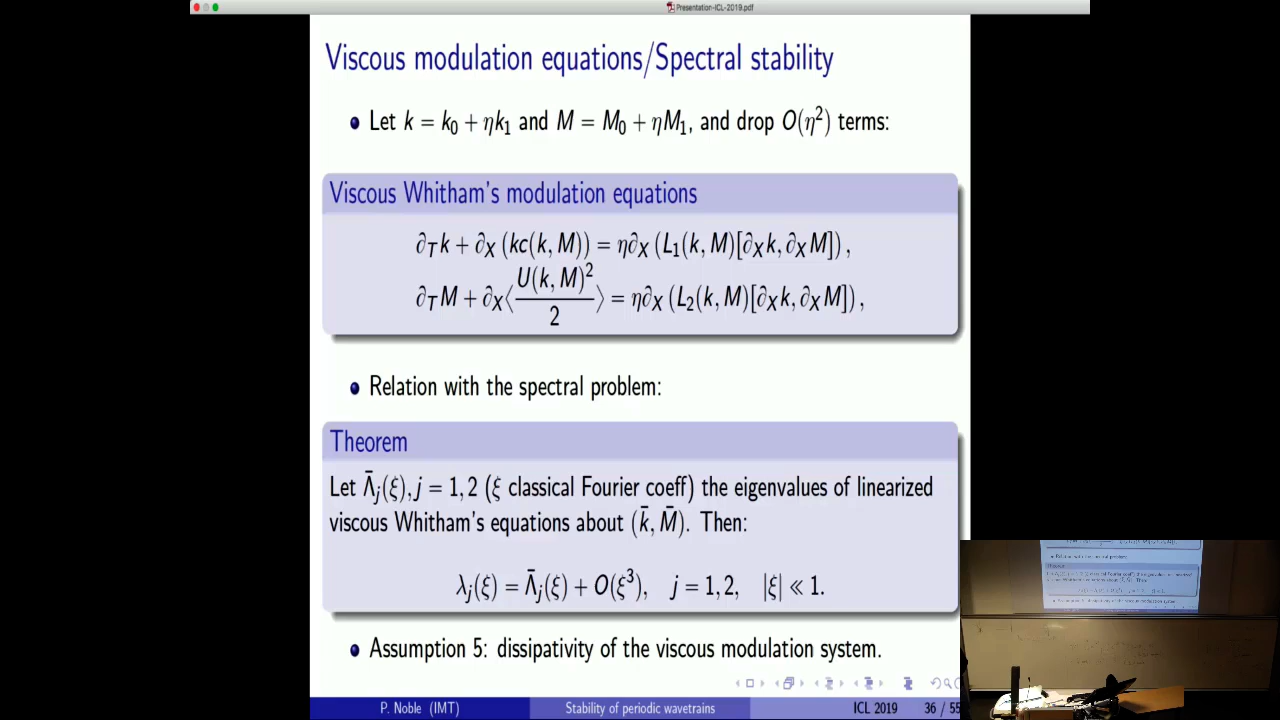 Presentation-ICL-2019.pdf
Viscous modulation equations/Spectral stability
Let k = k₀ + ηk₁ and M = M₀ + ηM₁, and drop O(η²) terms:
Viscous Whitham's modulation equations
∂_T k + ∂_X (kc(k, M)) = η∂_X (L₁(k, M)[∂_X k, ∂_X M]) ,
∂_T M + ∂_X⟨U(k, M)²/2⟩ = η∂_X (L₂(k, M)[∂_X k, ∂_X M]) ,
Relation with the spectral problem:
Theorem
Let Λ̄_j(ξ), j = 1, 2 (ξ classical Fourier coeff) the eigenvalues of linearized
viscous Whitham's equations about (k̄, M̄). Then:
λ_j(ξ) = Λ̄_j(ξ) + O(ξ³), j = 1, 2, |ξ| ≪ 1.
Assumption 5: dissipativity of the viscous modulation system.
P. Noble (IMT) Stability of periodic wavetrains ICL 2019 36 / 55